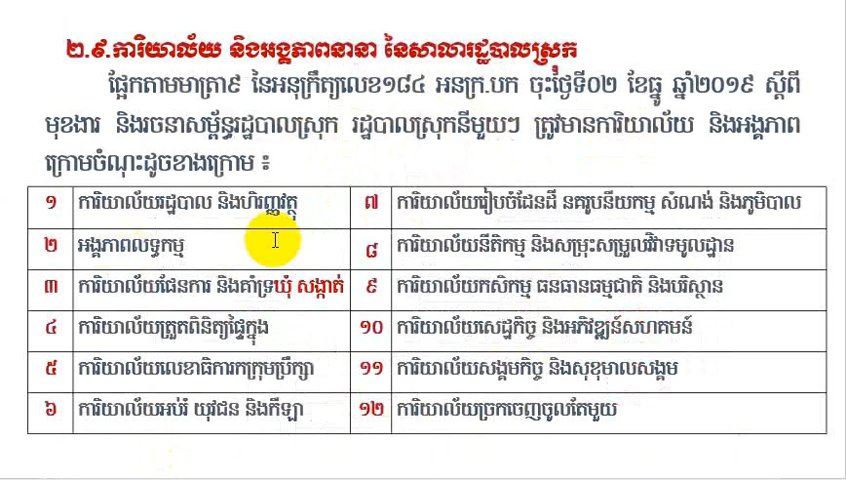 ២.៩.ការិយាល័យ និងអង្គភាពនានា នៃសាលារដ្ឋបាលស្រុក
ផ្អែកតាមមាត្រា៩ នៃអនុក្រឹត្យលេខ១៨៤ អនក្រ.បក ចុះថ្ងៃទី០២ ខែធ្នូ ឆ្នាំ២០១៩ ស្តីពី
មុខងារ និងរចនាសម្ព័ន្ធរដ្ឋបាលស្រុក រដ្ឋបាលស្រុកនីមួយៗ ត្រូវមានការិយាល័យ និងអង្គភាព
ក្រោមចំណុះដូចខាងក្រោម ៖
១ ការិយាល័យរដ្ឋបាល និងហិរញ្ញវត្ថុ ៧ ការិយាល័យរៀបចំដែនដី នគរូបនីយកម្ម សំណង់ និងភូមិបាល
២ អង្គភាពលទ្ធកម្ម ៨ ការិយាល័យនីតិកម្ម និងសម្រុះសម្រួលវិវាទមូលដ្ឋាន
៣ ការិយាល័យផែនការ និងគាំទ្រឃុំ សង្កាត់ ៩ ការិយាល័យកសិកម្ម ធនធានធម្មជាតិ និងបរិស្ថាន
៤ ការិយាល័យត្រួតពិនិត្យផ្ទៃក្នុង ១០ ការិយាល័យសេដ្ឋកិច្ច និងអភិវឌ្ឍន៍សហគមន៍
៥ ការិយាល័យលេខាធិការកក្រុមប្រឹក្សា ១១ ការិយាល័យសង្គមកិច្ច និងសុខុមាលសង្គម
៦ ការិយាល័យអប់រំ យុវជន និងកីឡា ១២ ការិយាល័យច្រកចេញចូលតែមួយ